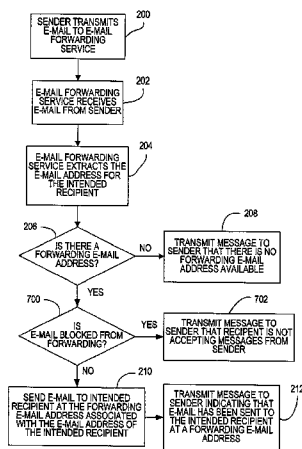 200
SENDER TRANSMITS
E-MAIL TO E-MAIL
FORWARDING
SERVICE
202
E-MAIL FORWARDING
SERVICE RECEIVES
E-MAIL FROM SENDER
204
E-MAIL FORWARDING
SERVICE EXTRACTS THE
E-MAIL ADDRESS FOR
THE INTENDED
RECIPIENT
206
IS THERE A
FORWARDING E-MAIL
ADDRESS?
NO
208
TRANSMIT MESSAGE TO
SENDER THAT THERE IS NO
FORWARDING E-MAIL
ADDRESS AVAILABLE
YES
700
IS
E-MAIL BLOCKED FROM
FORWARDING?
YES
702
TRANSMIT MESSAGE TO
SENDER THAT RECIPIENT IS NOT
ACCEPTING MESSAGES FROM
SENDER
NO
210
SEND E-MAIL TO INTENDED
RECIPIENT AT THE FORWARDING
E-MAIL ADDRESS ASSOCIATED
WITH THE E-MAIL ADDRESS OF
THE INTENDED RECIPIENT
212
TRANSMIT MESSAGE TO
SENDER INDICATING THAT
E-MAIL HAS BEEN SENT TO
THE INTENDED RECIPIENT
AT A FORWARDING E-MAIL
ADDRESS